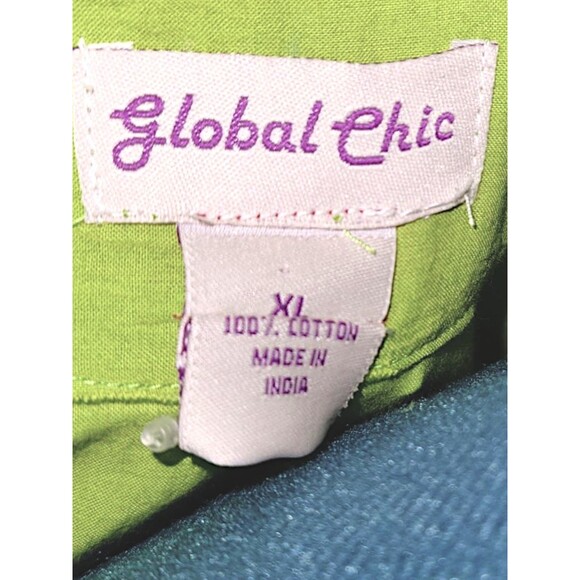 Global Chic
XL
100% COTTON
MADE IN
INDIA